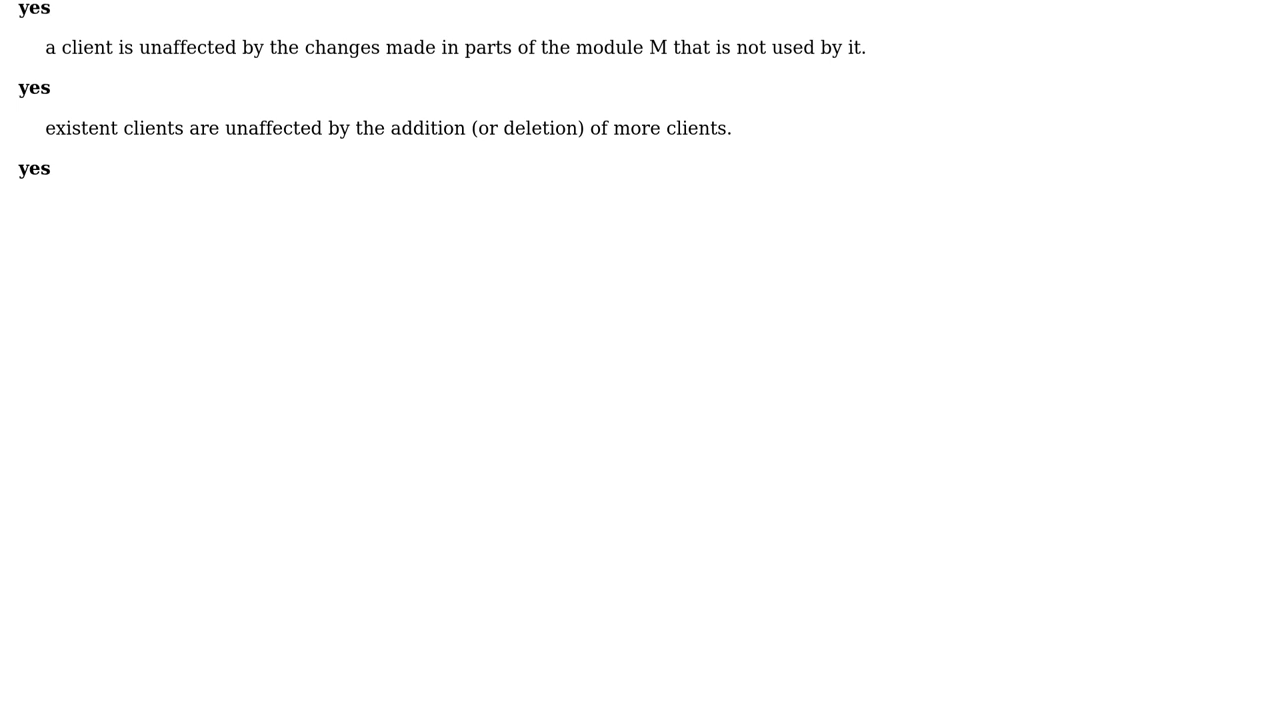 yes
a client is unaffected by the changes made in parts of the module M that is not used by it.
yes
existent clients are unaffected by the addition (or deletion) of more clients.
yes